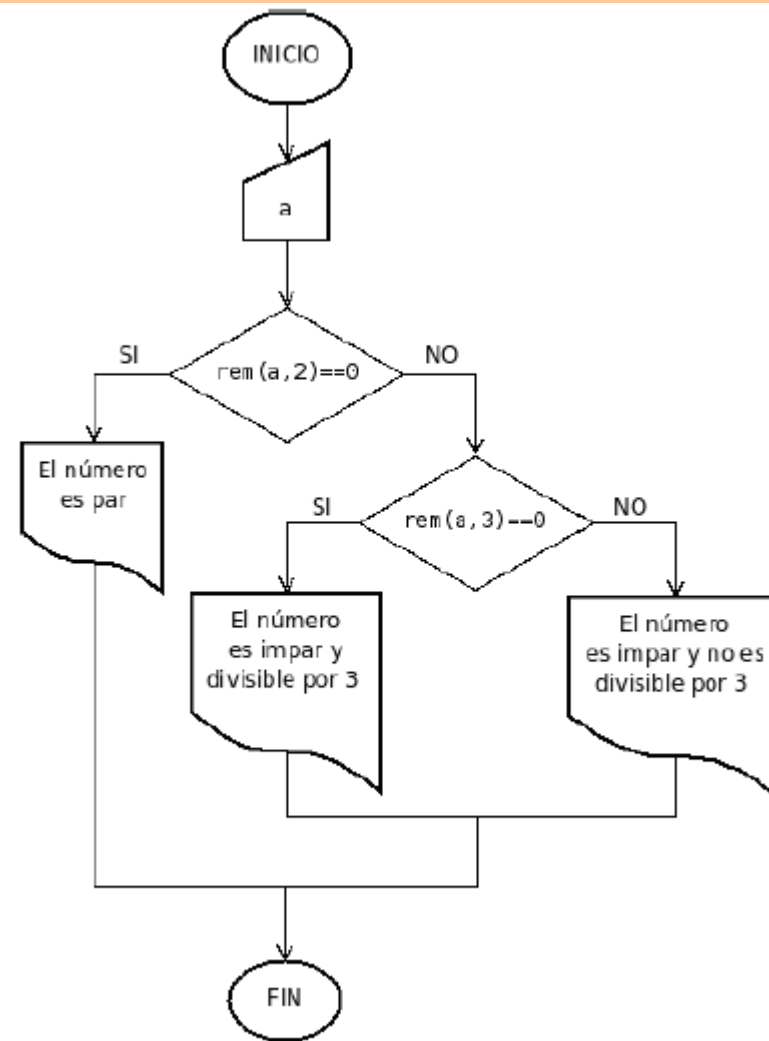 INICIO
a
SI
NO
rem(a,2)==0
El número
es par
SI
NO
rem(a,3)==0
El número
es impar y
divisible por 3
El número
es impar y no es
divisible por 3
FIN